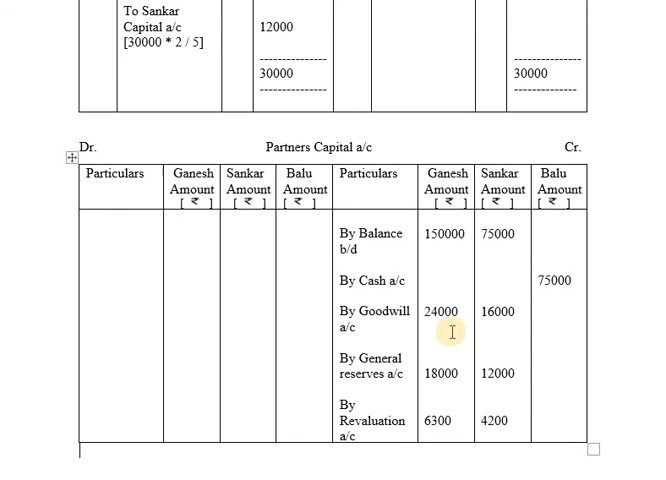 To Sankar
Capital a/c
[30000 * 2 / 5]
12000
---------------
30000
---------------
---------------
30000
---------------
Dr. Partners Capital a/c Cr.
Particulars Ganesh Sankar Balu Particulars Ganesh Sankar Balu
Amount Amount Amount Amount Amount Amount
[ ₹ ] [ ₹ ] [ ₹ ] [ ₹ ] [ ₹ ] [ ₹ ]
By Balance 150000 75000
b/d
By Cash a/c 75000
By Goodwill 24000 16000
a/c
By General
reserves a/c 18000 12000
By
Revaluation 6300 4200
a/c